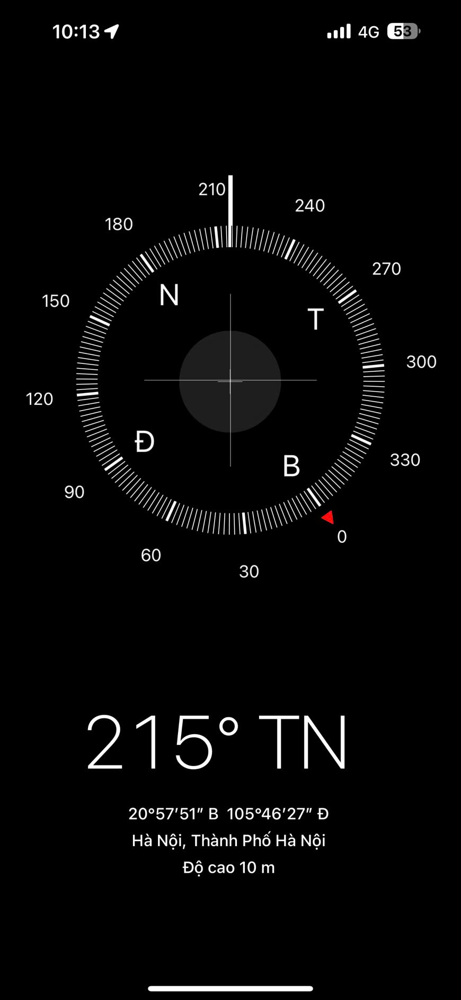 10:13 4G 53
210
240
180
270
N
150
T
300
120
Đ
B
330
90
0
60
30
215° TN
20°57’51” B 105°46’27” Đ
Hà Nội, Thành Phố Hà Nội
Độ cao 10 m